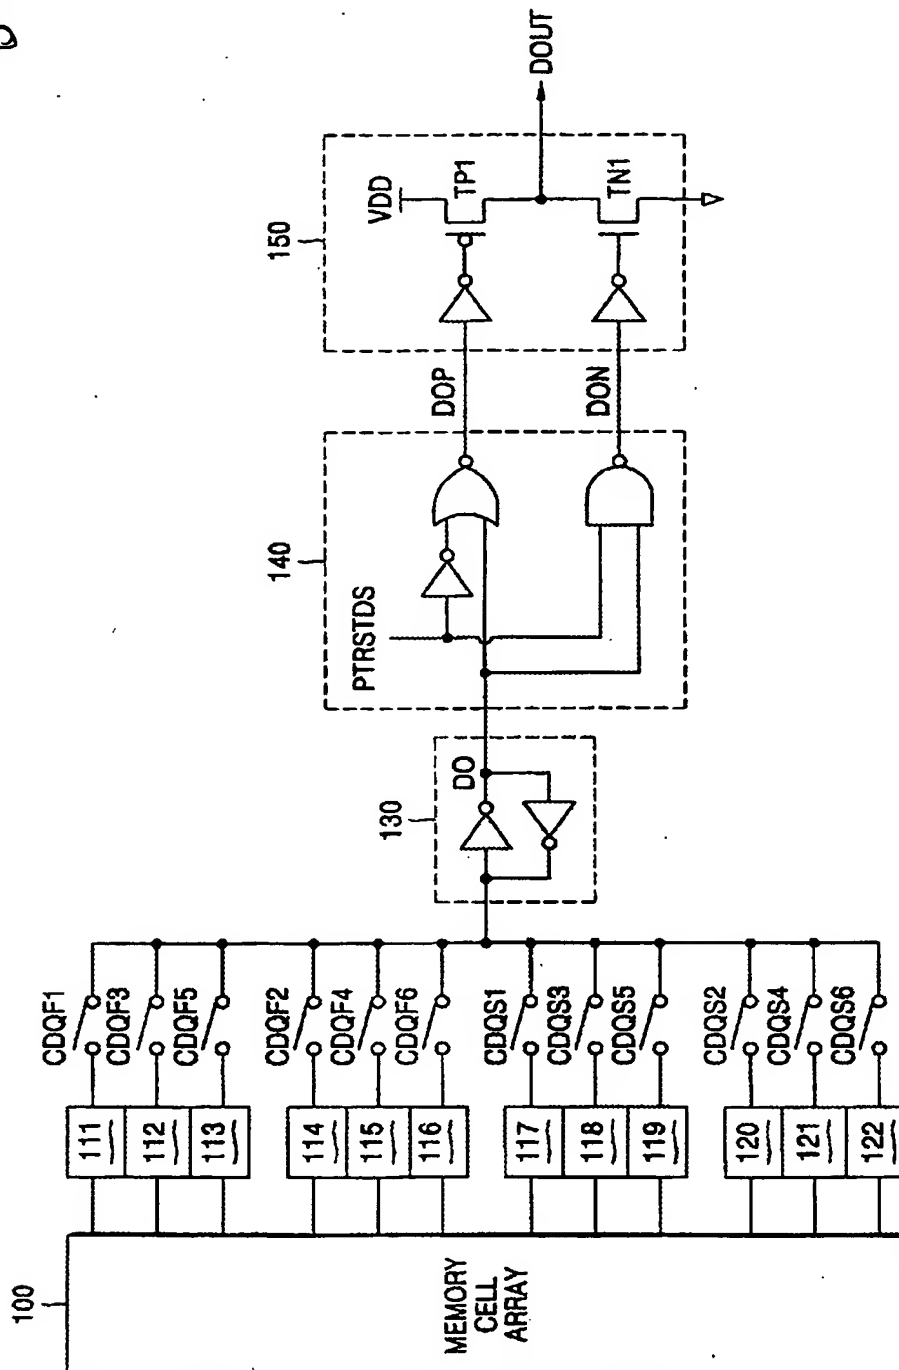 100
MEMORY
CELL
ARRAY
111
112
113
114
115
116
117
118
119
120
121
122
CDQF1
CDQF3
CDQF5
CDQF2
CDQF4
CDQF6
CDQS1
CDQS3
CDQS5
CDQS2
CDQS4
CDQS6
130
DO
140
PTRSTDS
DOP
DON
150
VDD
TP1
TN1
DOUT